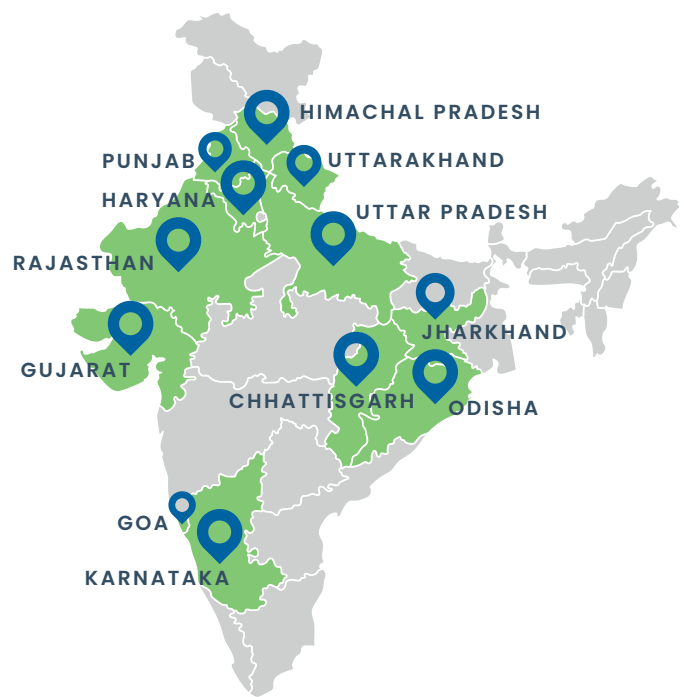 HIMACHAL PRADESH
PUNJAB
UTTARAKHAND
HARYANA
UTTAR PRADESH
RAJASTHAN
JHARKHAND
GUJARAT
CHHATTISGARH
ODISHA
GOA
KARNATAKA